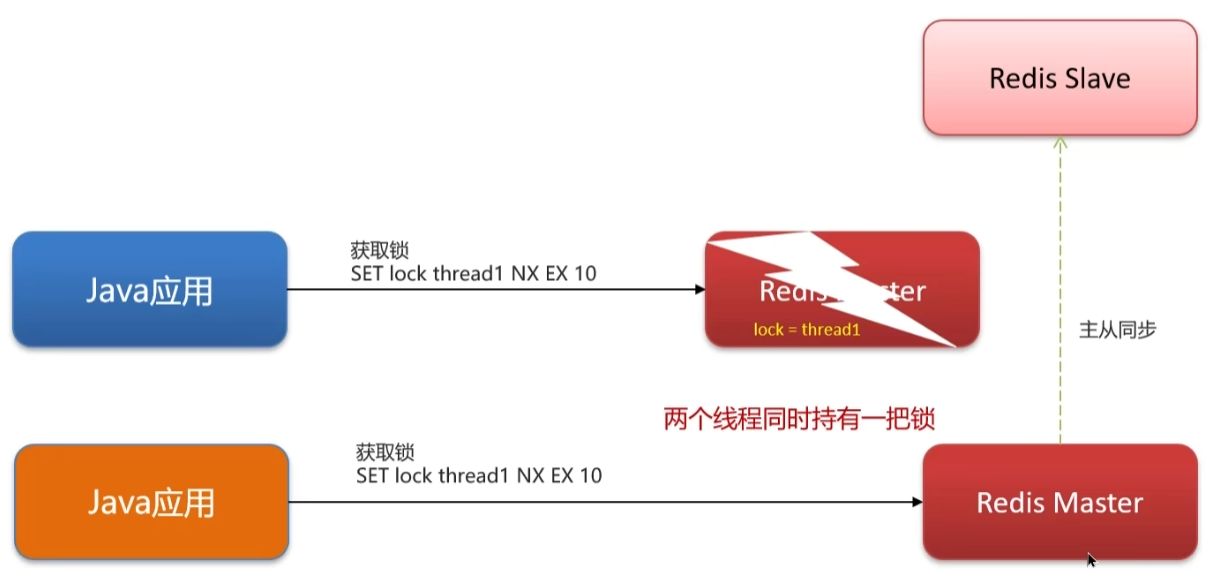 Redis Slave
获取锁
SET lock thread1 NX EX 10
Java应用
Redis Master
lock = thread1
主从同步
两个线程同时持有一把锁
获取锁
SET lock thread1 NX EX 10
Java应用
Redis Master